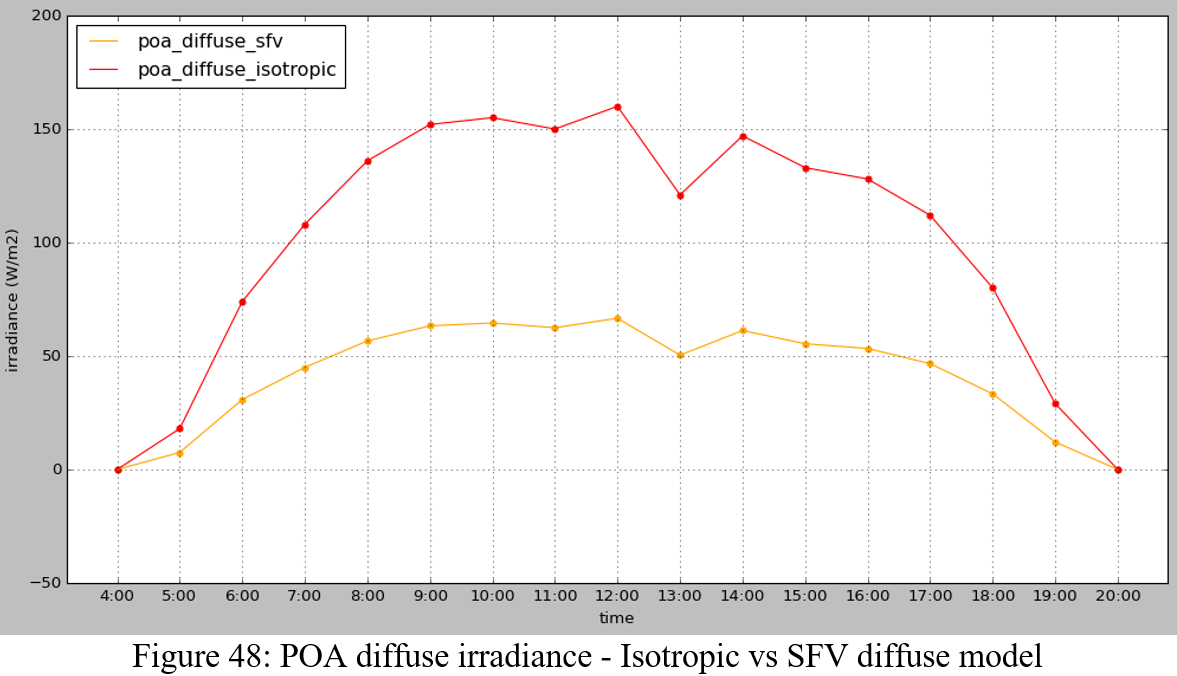 200
poa_diffuse_sfv
poa_diffuse_isotropic
150
100
irradiance (W/m2)
50
0
−50
4:00 5:00 6:00 7:00 8:00 9:00 10:00 11:00 12:00 13:00 14:00 15:00 16:00 17:00 18:00 19:00 20:00
time
Figure 48: POA diffuse irradiance - Isotropic vs SFV diffuse model